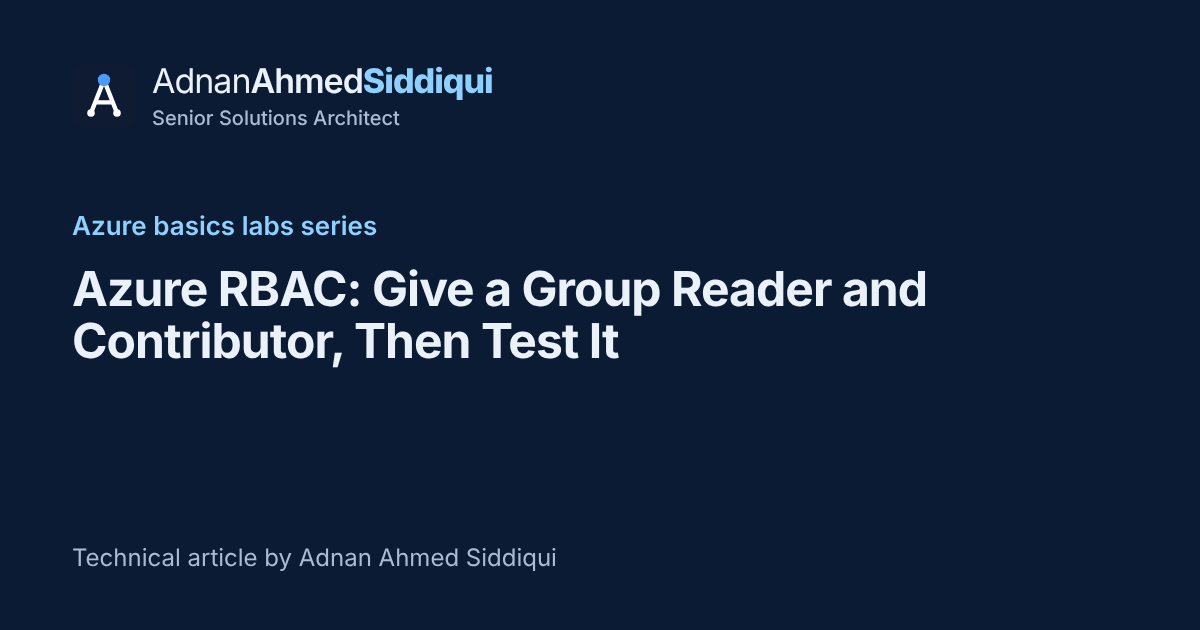 AdnanAhmedSiddiqui
Senior Solutions Architect
Azure basics labs series
Azure RBAC: Give a Group Reader and
Contributor, Then Test It
Technical article by Adnan Ahmed Siddiqui